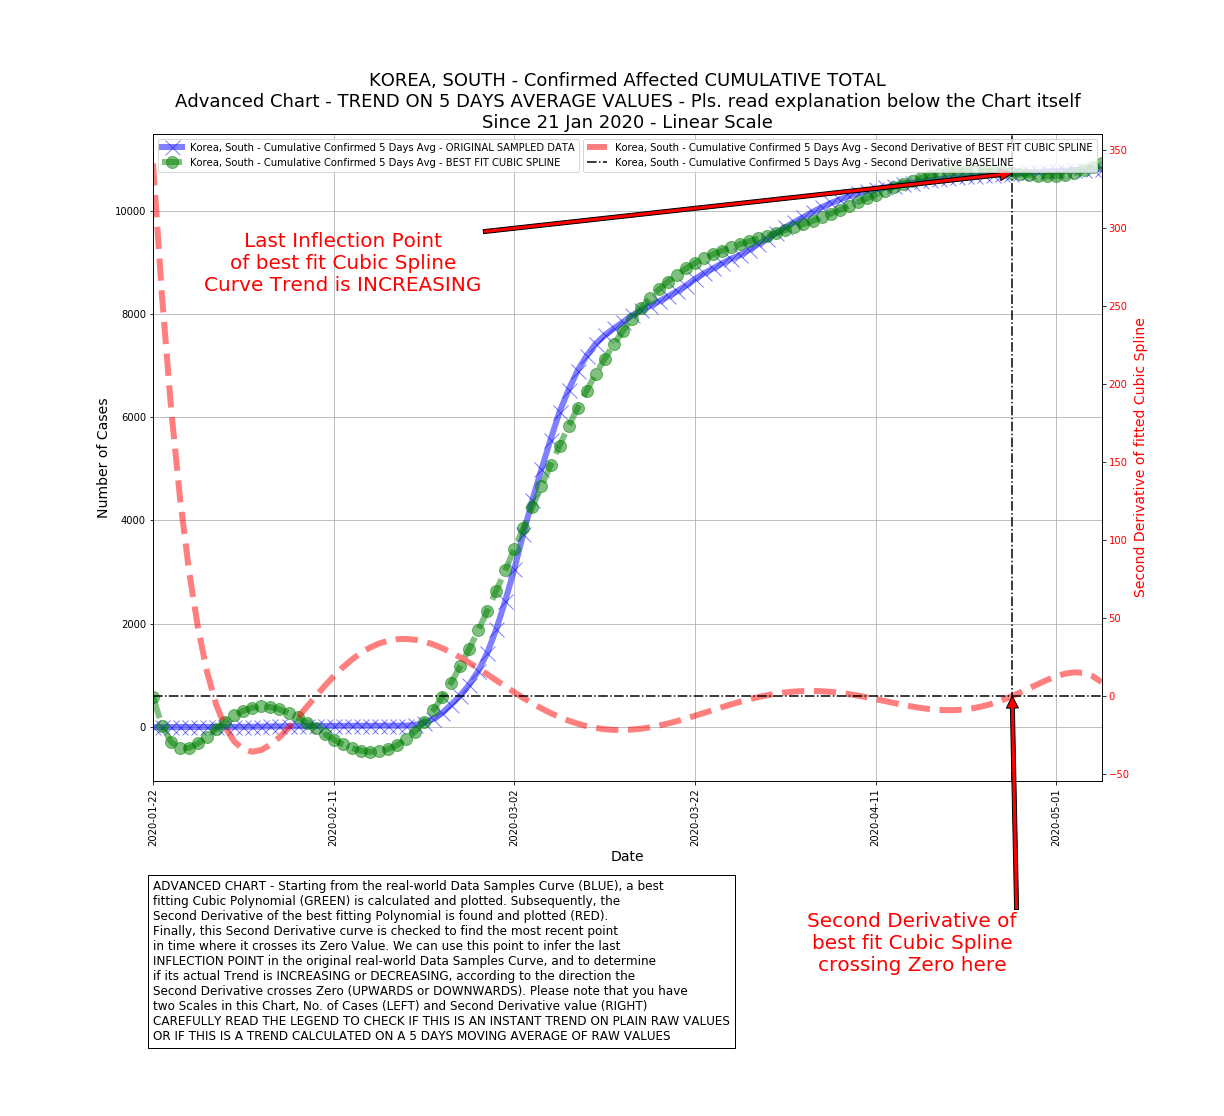 KOREA, SOUTH - Confirmed Affected CUMULATIVE TOTAL
Advanced Chart - TREND ON 5 DAYS AVERAGE VALUES - Pls. read explanation below the Chart itself
Since 21 Jan 2020 - Linear Scale
Korea, South - Cumulative Confirmed 5 Days Avg - ORIGINAL SAMPLED DATA
Korea, South - Cumulative Confirmed 5 Days Avg - BEST FIT CUBIC SPLINE
Korea, South - Cumulative Confirmed 5 Days Avg - Second Derivative of BEST FIT CUBIC SPLINE
Korea, South - Cumulative Confirmed 5 Days Avg - Second Derivative BASELINE
Last Inflection Point
of best fit Cubic Spline
Curve Trend is INCREASING
Number of Cases
10000
8000
6000
4000
2000
0
350
300
250
200
150
100
50
0
−50
Second Derivative of fitted Cubic Spline
2020-01-22
2020-02-11
2020-03-02
2020-03-22
2020-04-11
2020-05-01
Date
ADVANCED CHART - Starting from the real-world Data Samples Curve (BLUE), a best
fitting Cubic Polynomial (GREEN) is calculated and plotted. Subsequently, the
Second Derivative of the best fitting Polynomial is found and plotted (RED).
Finally, this Second Derivative curve is checked to find the most recent point
in time where it crosses its Zero Value. We can use this point to infer the last
INFLECTION POINT in the original real-world Data Samples Curve, and to determine
if its actual Trend is INCREASING or DECREASING, according to the direction the
Second Derivative crosses Zero (UPWARDS or DOWNWARDS). Please note that you have
two Scales in this Chart, No. of Cases (LEFT) and Second Derivative value (RIGHT)
CAREFULLY READ THE LEGEND TO CHECK IF THIS IS AN INSTANT TREND ON PLAIN RAW VALUES
OR IF THIS IS A TREND CALCULATED ON A 5 DAYS MOVING AVERAGE OF RAW VALUES
Second Derivative of
best fit Cubic Spline
crossing Zero here